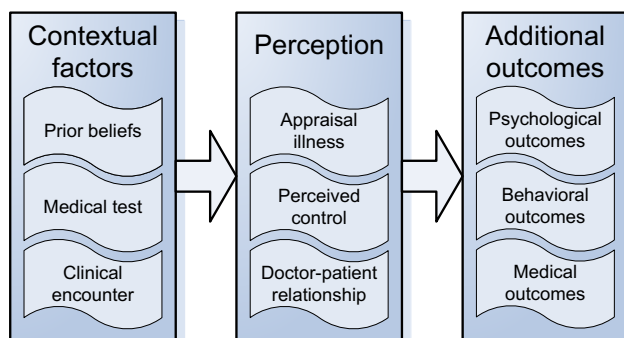 Contextual
factors
Prior beliefs
Medical test
Clinical
encounter
Perception
Appraisal
illness
Perceived
control
Doctor-patient
relationship
Additional
outcomes
Psychological
outcomes
Behavioral
outcomes
Medical
outcomes